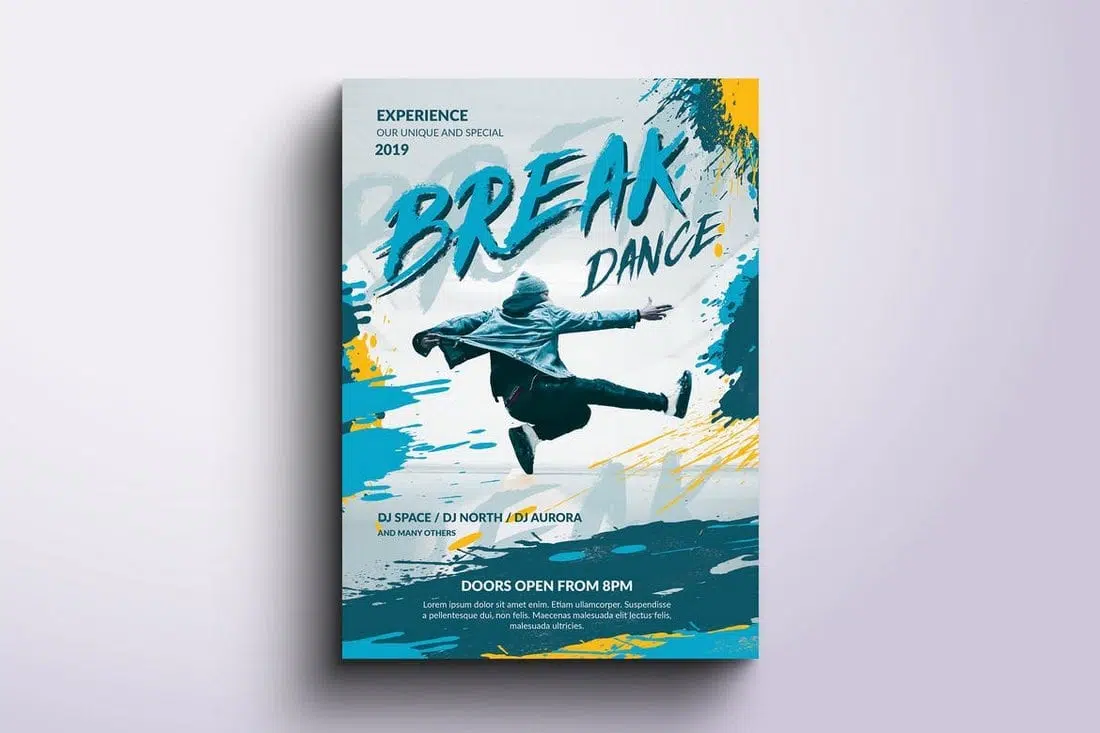 EXPERIENCE
OUR UNIQUE AND SPECIAL
2019
BREAK
DANCE
DJ SPACE / DJ NORTH / DJ AURORA
AND MANY OTHERS
DOORS OPEN FROM 8PM
Lorem ipsum dolor sit amet enim. Etiam ullamcorper. Suspendisse
a pellentesque dui, non felis. Maecenas malesuada elit lectus felis,
malesuada ultricies.